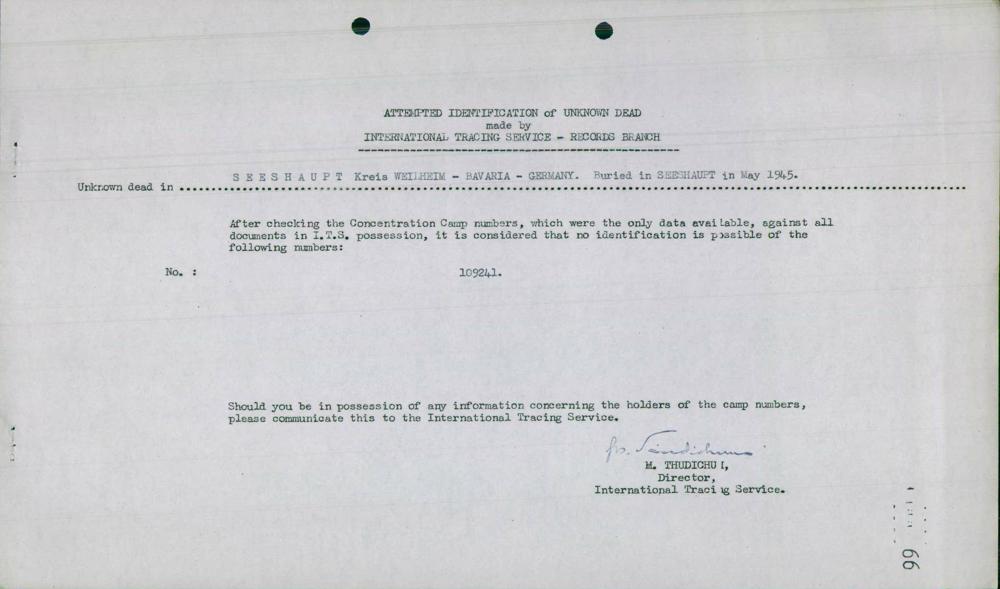 ATTEMPTED IDENTIFICATION of UNKNOWN DEAD
made by
INTERNATIONAL TRACING SERVICE - RECORDS BRANCH
Unknown dead in S E E S H A U P T Kreis WEILHEIM - BAVARIA - GERMANY. Buried in SEESHAUPT in May 1945.
After checking the Concentration Camp numbers, which were the only data available, against all
documents in I.T.S. possession, it is considered that no identification is possible of the
following numbers:
No. : 109241.
Should you be in possession of any information concerning the holders of the camp numbers,
please communicate this to the International Tracing Service.
M. THUDICHUM,
Director,
International Tracing Service.
66